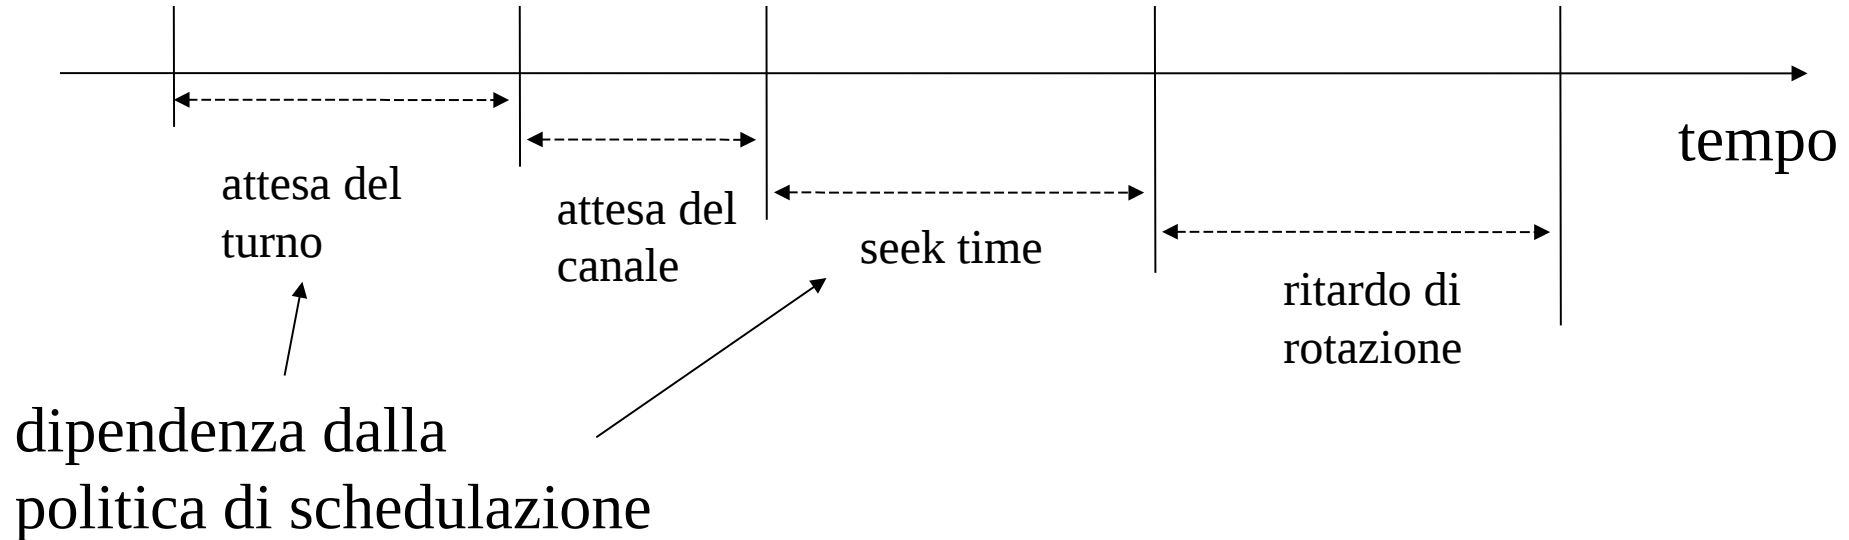 tempo
attesa del
turno
attesa del
canale
seek time
ritardo di
rotazione
dipendenza dalla
politica di schedulazione